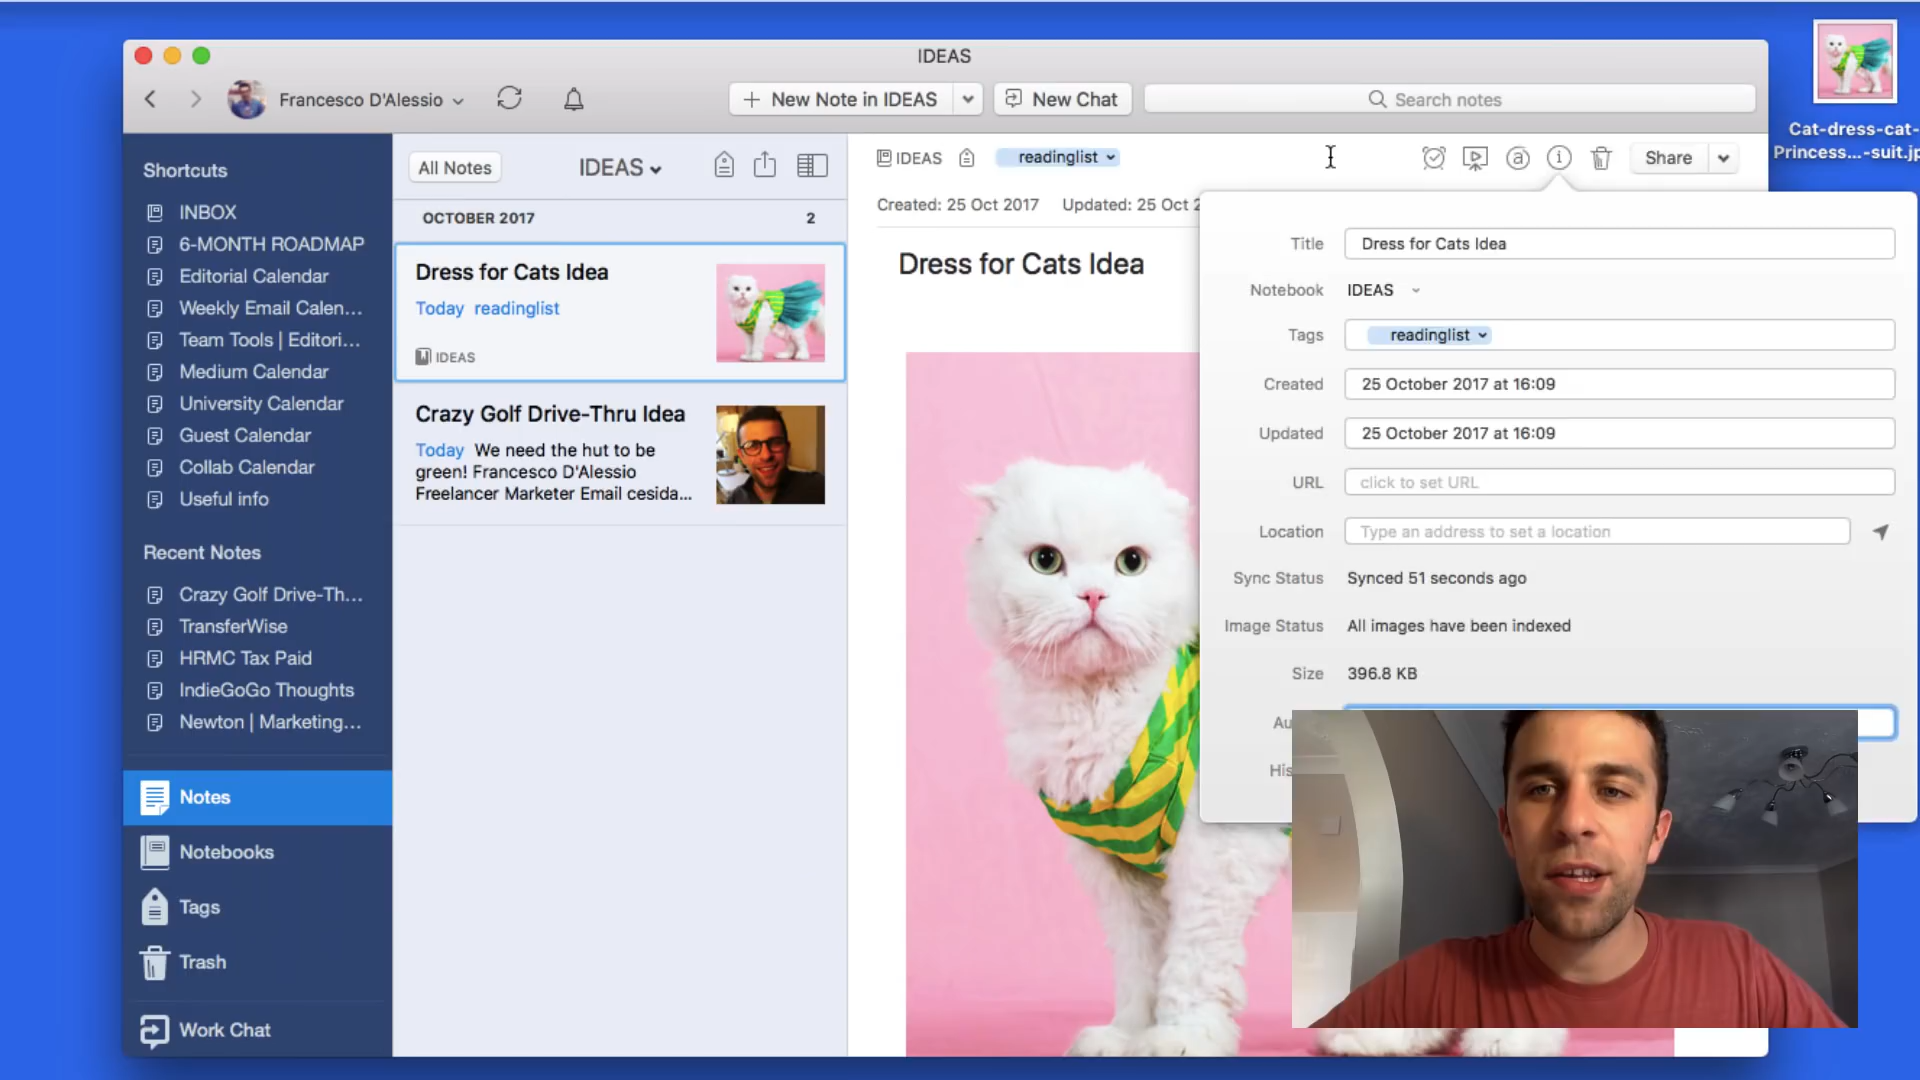 IDEAS
Francesco D'Alessio
New Note in IDEAS
New Chat
Search notes
Cat-dress-cat-
Princess...-suit.jp
Shortcuts
INBOX
6-MONTH ROADMAP
Editorial Calendar
Weekly Email Calen...
Team Tools | Editori...
Medium Calendar
University Calendar
Guest Calendar
Collab Calendar
Useful info
Recent Notes
Crazy Golf Drive-Th...
TransferWise
HRMC Tax Paid
IndieGoGo Thoughts
Newton | Marketing...
Notes
Notebooks
Tags
Trash
Work Chat
All Notes
IDEAS
OCTOBER 2017
2
Dress for Cats Idea
Today readinglist
IDEAS
Crazy Golf Drive-Thru Idea
Today We need the hut to be
green! Francesco D'Alessio
Freelancer Marketer Email cesida...
IDEAS
readinglist
Share
Created: 25 Oct 2017
Updated: 25 Oct 2
Dress for Cats Idea
Title
Dress for Cats Idea
Notebook
IDEAS
Tags
readinglist
Created
25 October 2017 at 16:09
Updated
25 October 2017 at 16:09
URL
click to set URL
Location
Type an address to set a location
Sync Status
Synced 51 seconds ago
Image Status
All images have been indexed
Size
396.8 KB
Au
His